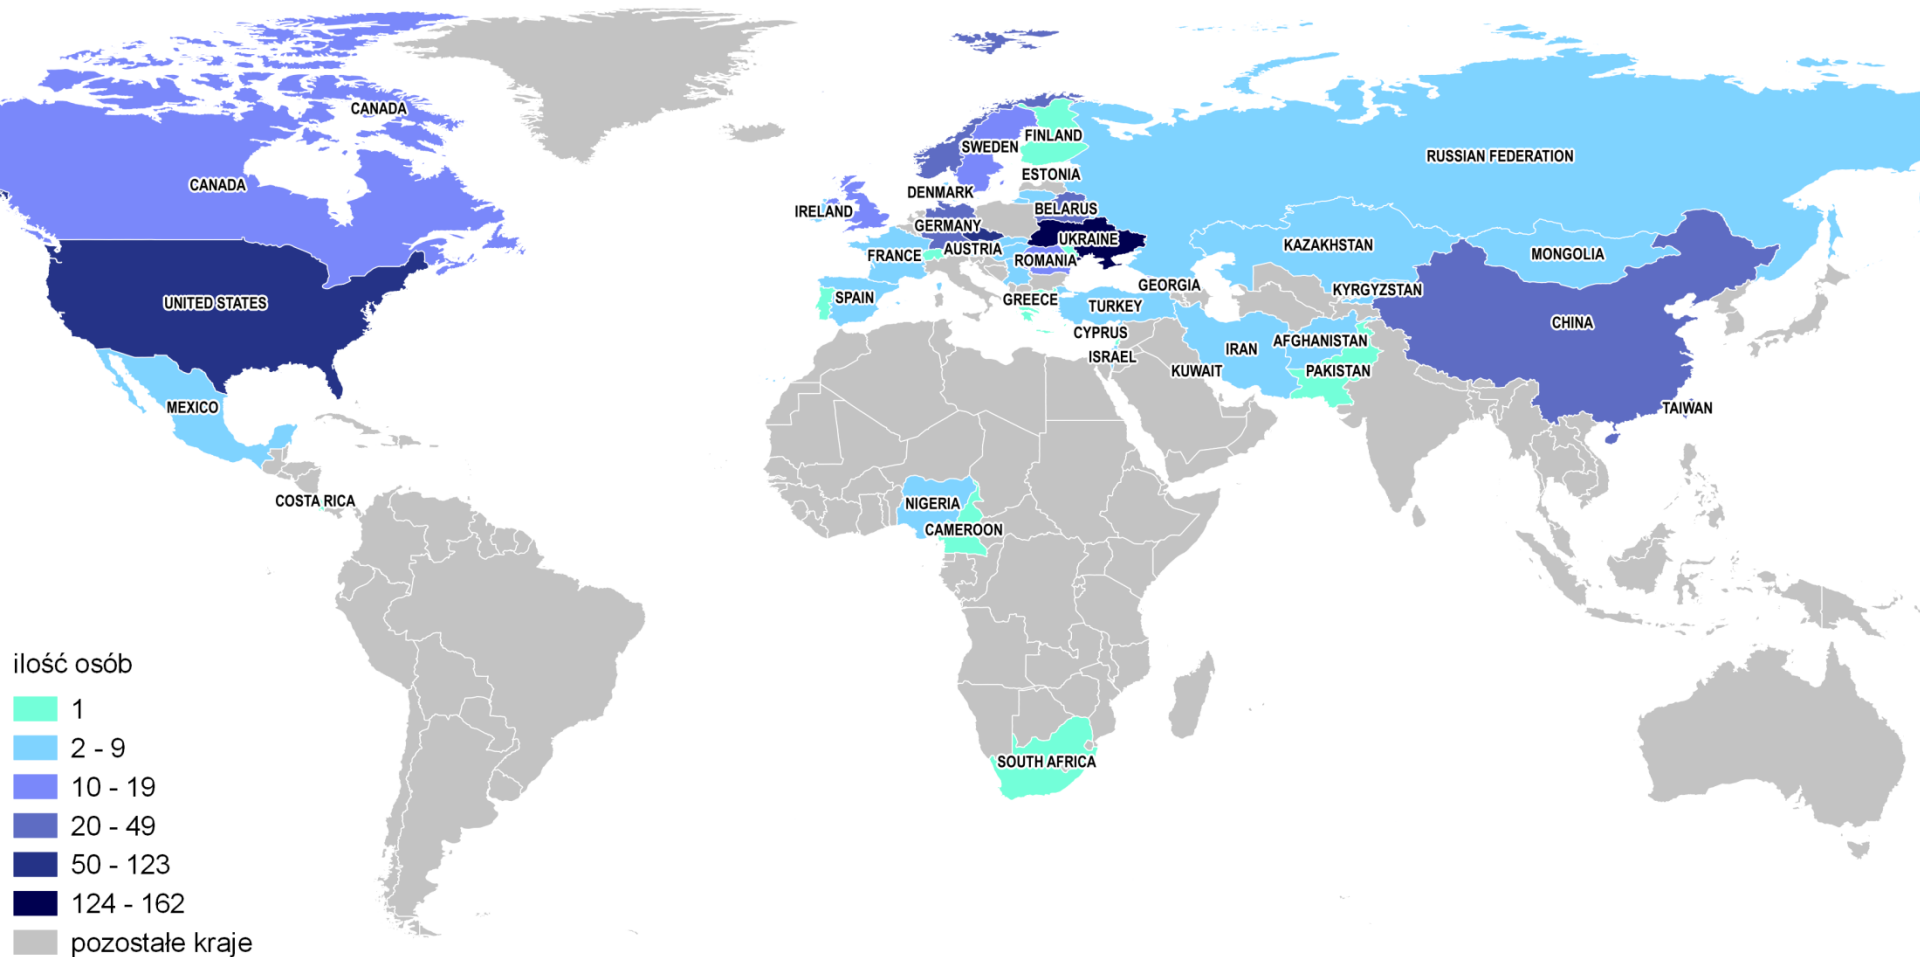 CANADA
FINLAND
SWEDEN
RUSSIAN FEDERATION
ESTONIA
CANADA
DENMARK
IRELAND
BELARUS
GERMANY
UKRAINE
AUSTRIA
KAZAKHSTAN
FRANCE
MONGOLIA
ROMANIA
GEORGIA
KYRGYZSTAN
SPAIN
GREECE
UNITED STATES
TURKEY
CHINA
CYPRUS
AFGHANISTAN
IRAN
ISRAEL
KUWAIT
PAKISTAN
MEXICO
TAIWAN
COSTA RICA
NIGERIA
CAMEROON
SOUTH AFRICA
ilość osób
1
2 - 9
10 - 19
20 - 49
50 - 123
124 - 162
pozostałe kraje